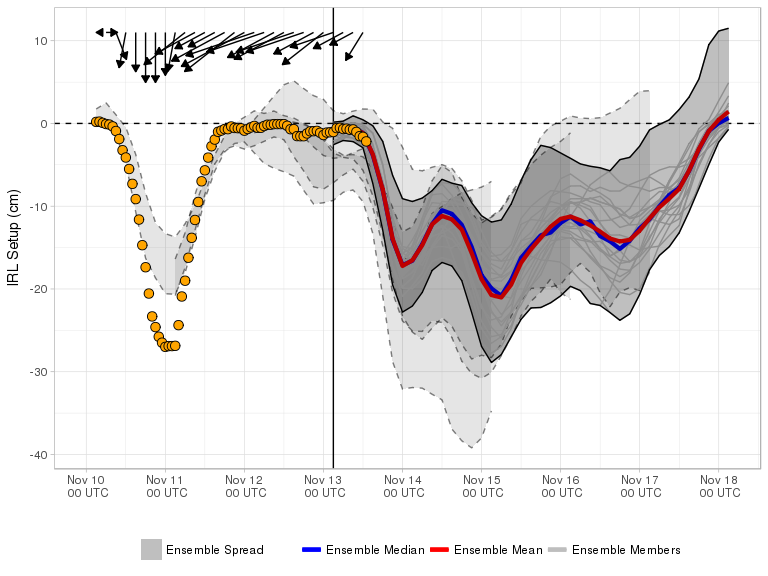 IRL Setup (cm)
10
0
-10
-20
-30
-40
Nov 10 Nov 11 Nov 12 Nov 13 Nov 14 Nov 15 Nov 16 Nov 17 Nov 18
00 UTC 00 UTC 00 UTC 00 UTC 00 UTC 00 UTC 00 UTC 00 UTC 00 UTC
Ensemble Spread Ensemble Median Ensemble Mean Ensemble Members